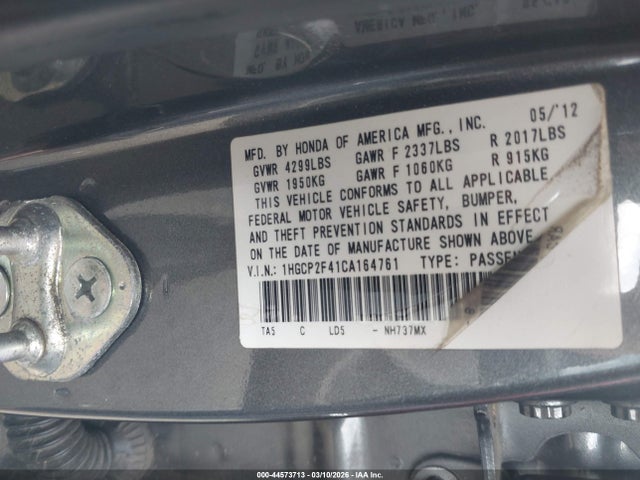 MFD. BY HONDA OF AMERICA MFG., INC. 05/'12
GVWR 4299LBS GAWR F 2337LBS R 2017LBS
GVWR 1950KG GAWR F 1060KG R 915KG
THIS VEHICLE CONFORMS TO ALL APPLICABLE
FEDERAL MOTOR VEHICLE SAFETY, BUMPER,
AND THEFT PREVENTION STANDARDS IN EFFECT
ON THE DATE OF MANUFACTURE SHOWN ABOVE
V.I.N.: 1HGCP2F41CA164761 TYPE: PASSEN
TA5 C LD5 - NH737MX
000-44573713 - 03/10/2026 - IAA Inc.